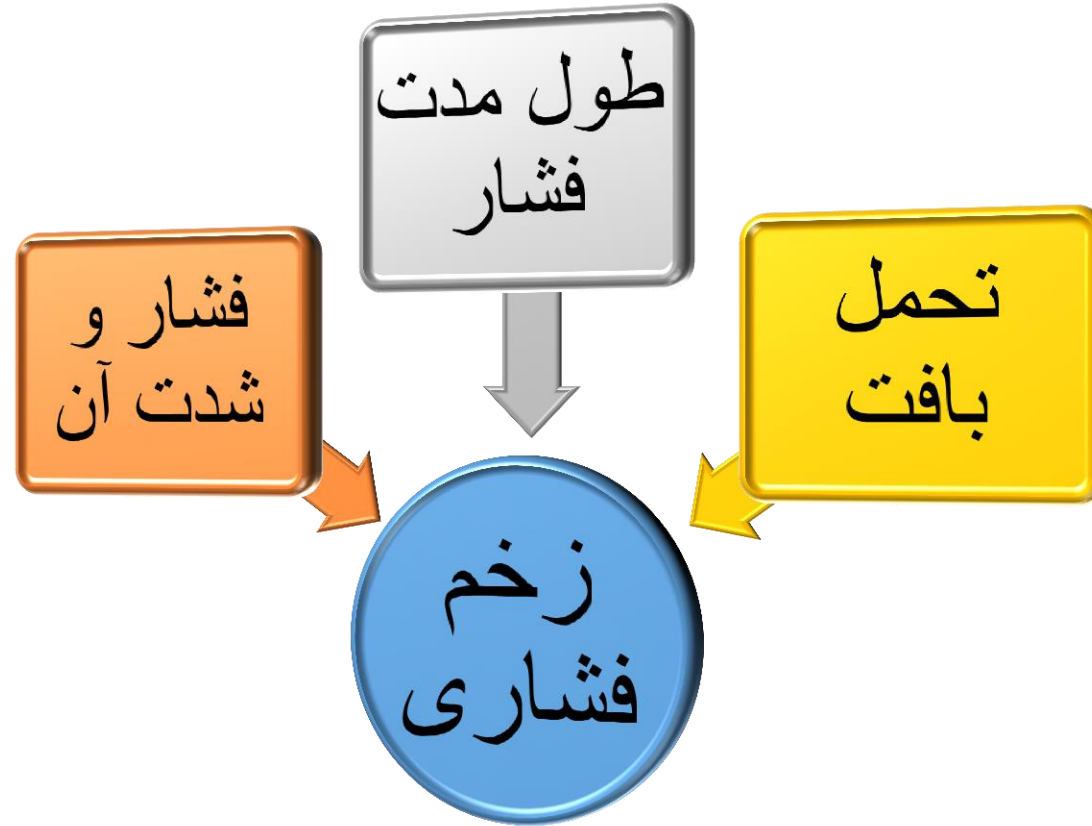 طول مدت
فشار
تحمل
بافت
فشار و
شدت آن
زخم
فشاری